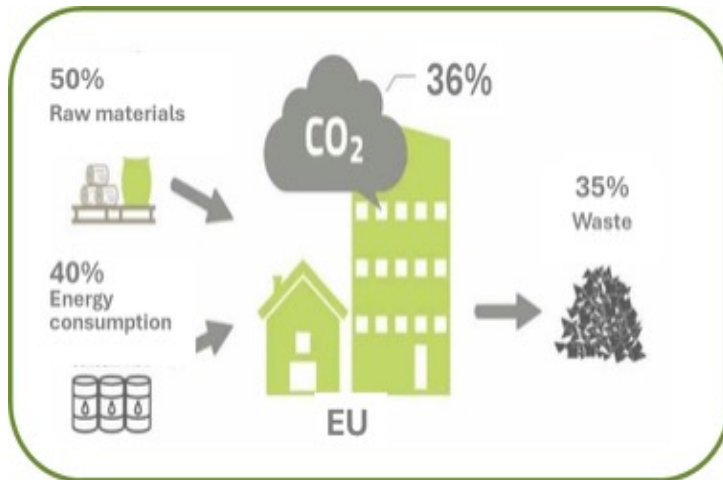 50%
Raw materials
CO₂
36%
35%
Waste
40%
Energy
consumption
EU